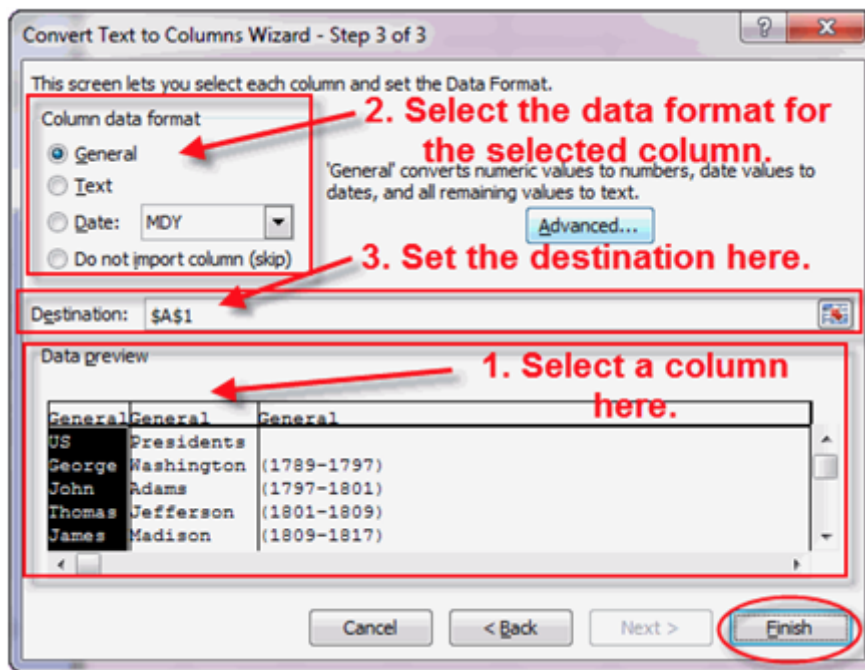 Convert Text to Columns Wizard - Step 3 of 3
This screen lets you select each column and set the Data Format.
Column data format
2. Select the data format for
the selected column.
General
Text
Date: MDY
Do not import column (skip)
'General' converts numeric values to numbers, date values to
dates, and all remaining values to text.
Advanced...
3. Set the destination here.
Destination: $A$1
Data preview
1. Select a column
here.
General General General
US Presidents
George Washington (1789-1797)
John Adams (1797-1801)
Thomas Jefferson (1801-1809)
James Madison (1809-1817)
Cancel < Back Next > Finish